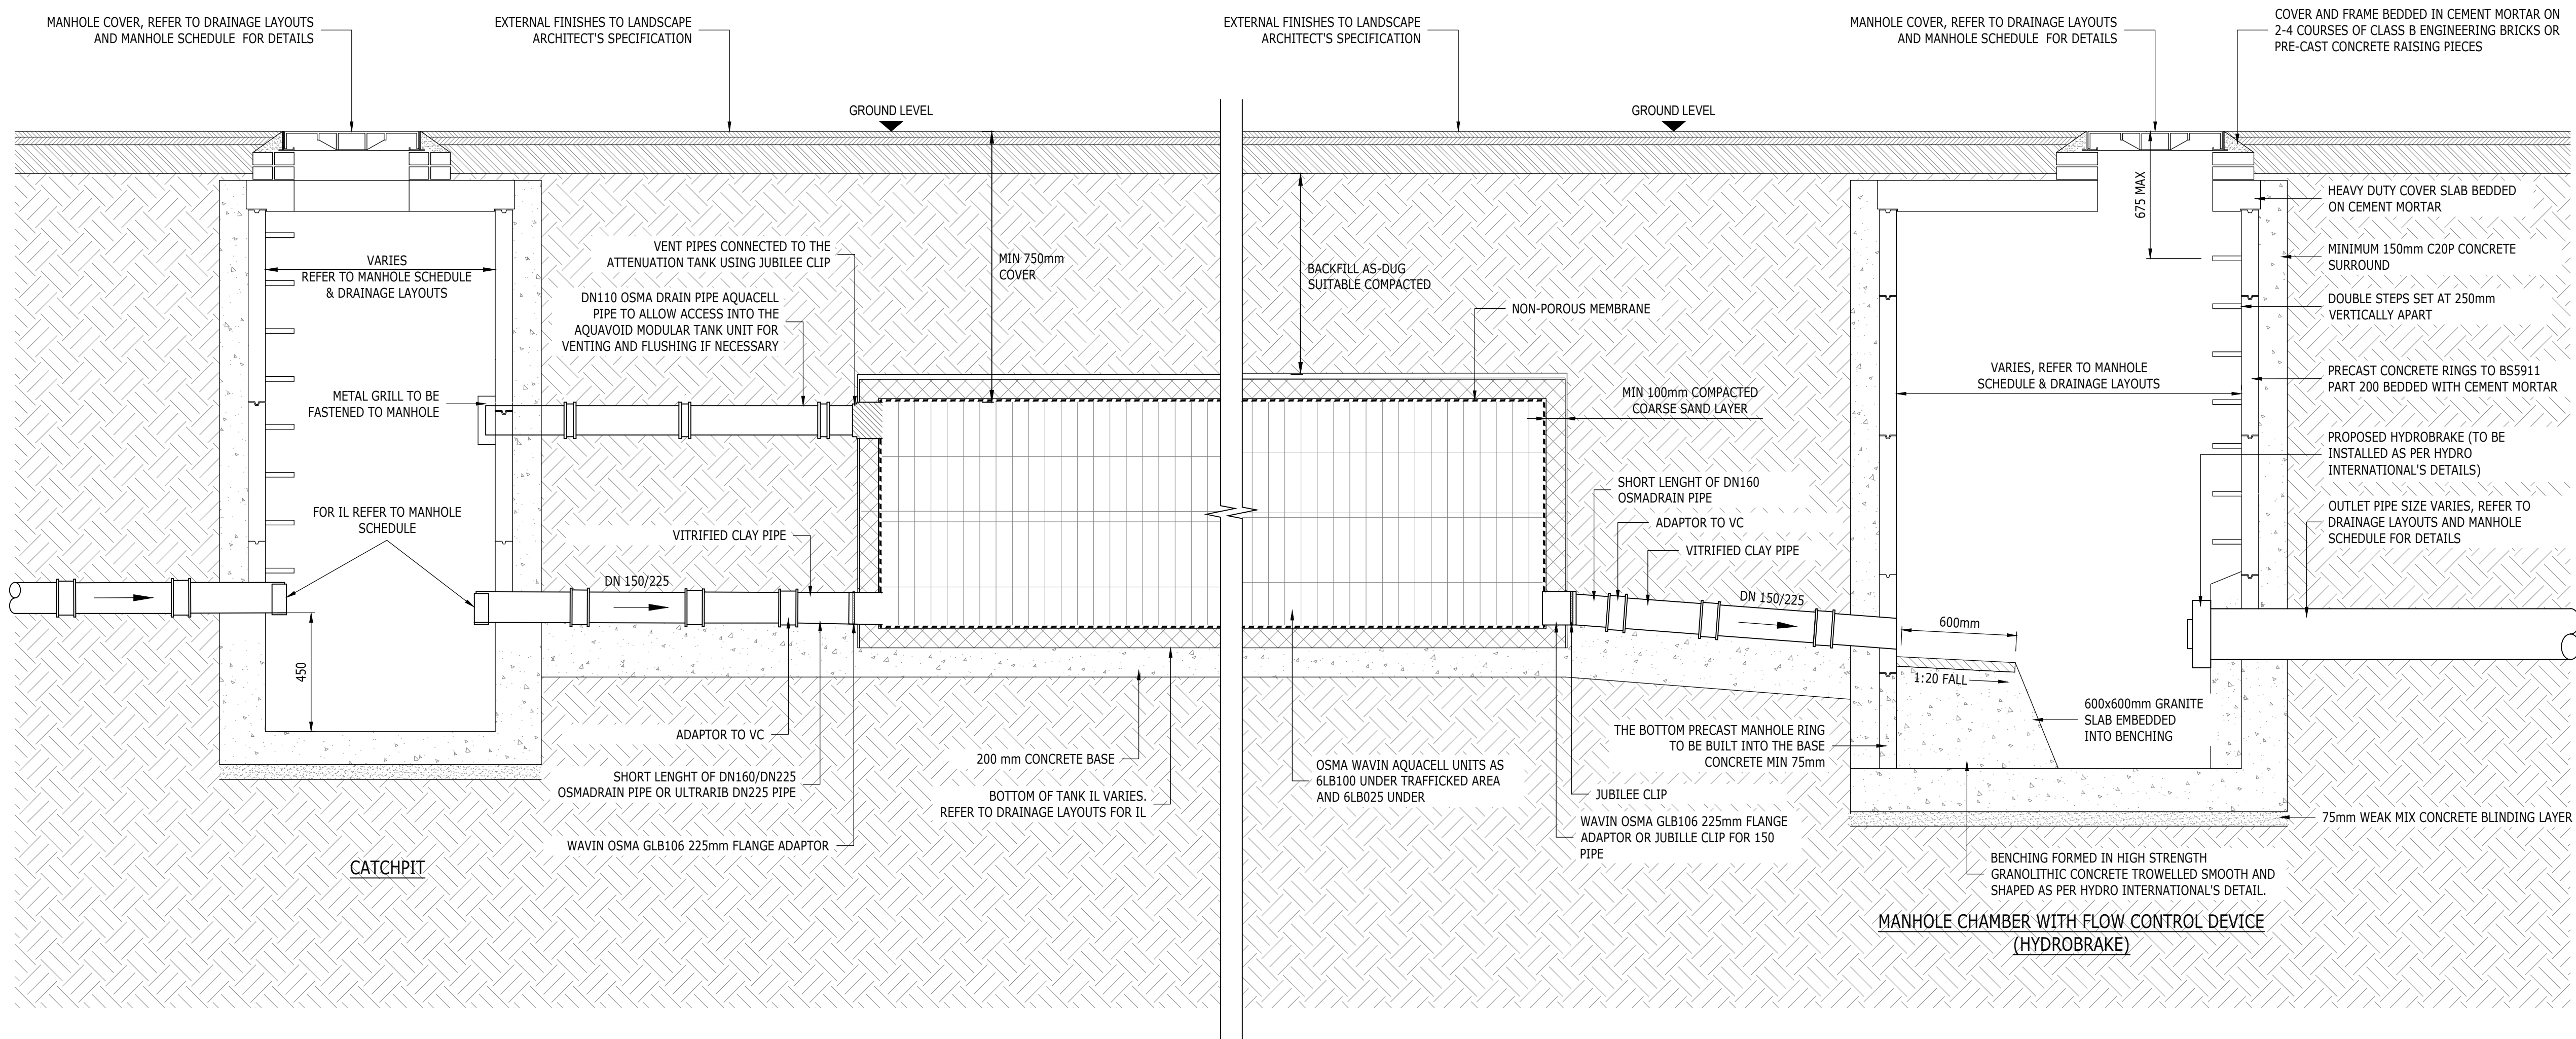 MANHOLE COVER, REFER TO DRAINAGE LAYOUTS
AND MANHOLE SCHEDULE FOR DETAILS
EXTERNAL FINISHES TO LANDSCAPE
ARCHITECT'S SPECIFICATION
EXTERNAL FINISHES TO LANDSCAPE
ARCHITECT'S SPECIFICATION
MANHOLE COVER, REFER TO DRAINAGE LAYOUTS
AND MANHOLE SCHEDULE FOR DETAILS
COVER AND FRAME BEDDED IN CEMENT MORTAR ON
2-4 COURSES OF CLASS B ENGINEERING BRICKS OR
PRE-CAST CONCRETE RAISING PIECES
GROUND LEVEL
GROUND LEVEL
VARIES
REFER TO MANHOLE SCHEDULE
& DRAINAGE LAYOUTS
VENT PIPES CONNECTED TO THE
ATTENUATION TANK USING JUBILEE CLIP
DN110 OSMA DRAIN PIPE AQUACELL
PIPE TO ALLOW ACCESS INTO THE
AQUAVOID MODULAR TANK UNIT FOR
VENTING AND FLUSHING IF NECESSARY
METAL GRILL TO BE
FASTENED TO MANHOLE
FOR IL REFER TO MANHOLE
SCHEDULE
VITRIFIED CLAY PIPE
DN 150/225
450
ADAPTOR TO VC
SHORT LENGHT OF DN160/DN225
OSMADRAIN PIPE OR ULTRARIB DN225 PIPE
WAVIN OSMA GLB106 225mm FLANGE ADAPTOR
CATCHPIT
MIN 750mm
COVER
BACKFILL AS-DUG
SUITABLE COMPACTED
NON-POROUS MEMBRANE
MIN 100mm COMPACTED
COARSE SAND LAYER
SHORT LENGHT OF DN160
OSMADRAIN PIPE
ADAPTOR TO VC
VITRIFIED CLAY PIPE
DN 150/225
200 mm CONCRETE BASE
BOTTOM OF TANK IL VARIES.
REFER TO DRAINAGE LAYOUTS FOR IL
OSMA WAVIN AQUACELL UNITS AS
6LB100 UNDER TRAFFICKED AREA
AND 6LB025 UNDER
JUBILEE CLIP
WAVIN OSMA GLB106 225mm FLANGE
ADAPTOR OR JUBILLE CLIP FOR 150
PIPE
THE BOTTOM PRECAST MANHOLE RING
TO BE BUILT INTO THE BASE
CONCRETE MIN 75mm
675 MAX
VARIES, REFER TO MANHOLE
SCHEDULE & DRAINAGE LAYOUTS
600mm
1:20 FALL
600x600mm GRANITE
SLAB EMBEDDED
INTO BENCHING
HEAVY DUTY COVER SLAB BEDDED
ON CEMENT MORTAR
MINIMUM 150mm C20P CONCRETE
SURROUND
DOUBLE STEPS SET AT 250mm
VERTICALLY APART
PRECAST CONCRETE RINGS TO BS5911
PART 200 BEDDED WITH CEMENT MORTAR
PROPOSED HYDROBRAKE (TO BE
INSTALLED AS PER HYDRO
INTERNATIONAL'S DETAILS)
OUTLET PIPE SIZE VARIES, REFER TO
DRAINAGE LAYOUTS AND MANHOLE
SCHEDULE FOR DETAILS
75mm WEAK MIX CONCRETE BLINDING LAYER
BENCHING FORMED IN HIGH STRENGTH
GRANOLITHIC CONCRETE TROWELLED SMOOTH AND
SHAPED AS PER HYDRO INTERNATIONAL'S DETAIL.
MANHOLE CHAMBER WITH FLOW CONTROL DEVICE
(HYDROBRAKE)